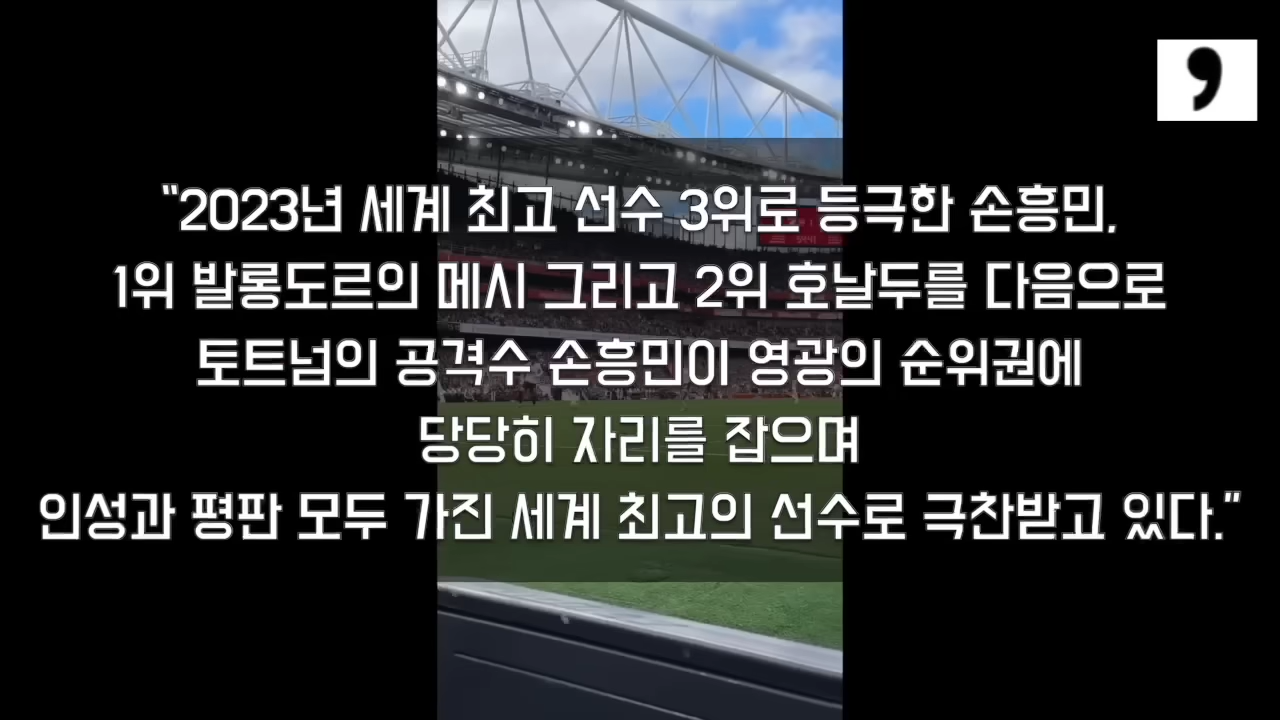 "2023년 세계 최고 선수 3위로 등극한 손흥민,
1위 발롱도르의 메시 그리고 2위 호날두를 다음으로
토트넘의 공격수 손흥민이 영광의 순위권에
당당히 자리를 잡으며
인성과 평판 모두 가진 세계 최고의 선수로 극찬받고 있다."